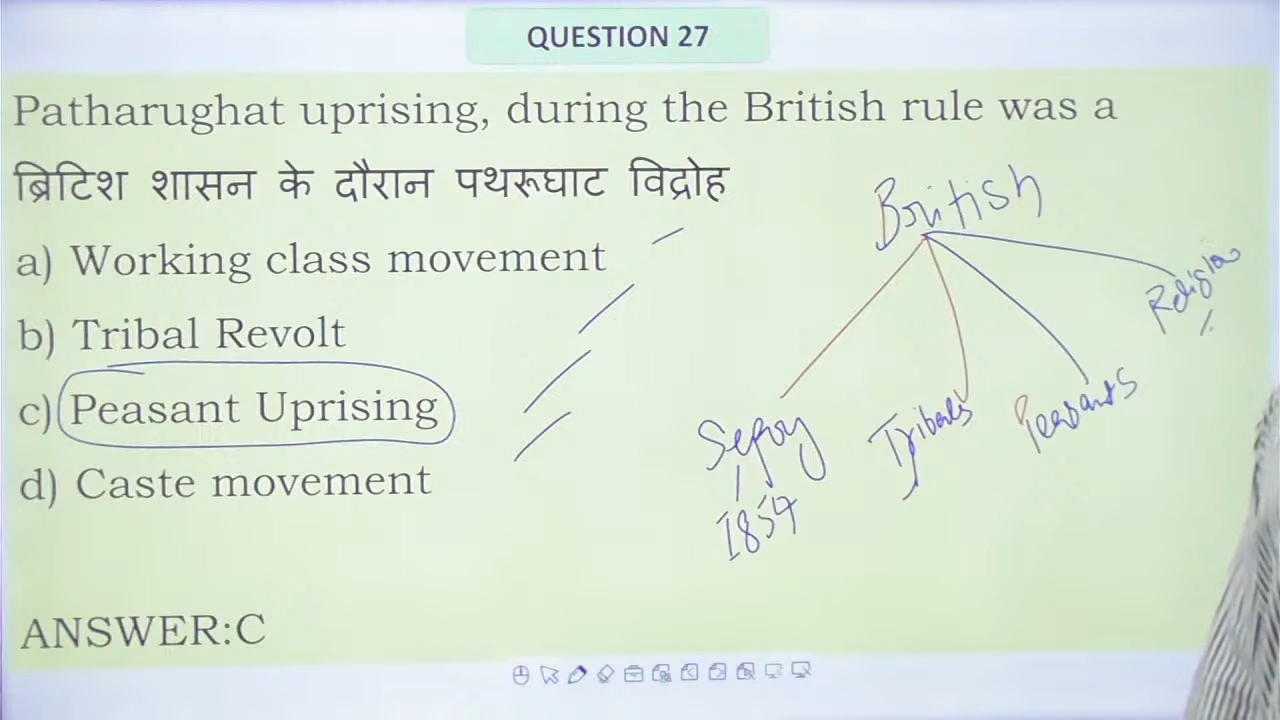 QUESTION 27
Patharughat uprising, during the British rule was a
ब्रिटिश शासन के दौरान पथरूघाट विद्रोह
a) Working class movement
b) Tribal Revolt
c) Peasant Uprising
d) Caste movement
ANSWER:C
British
Sepoy
1857
Tribals
Peasants